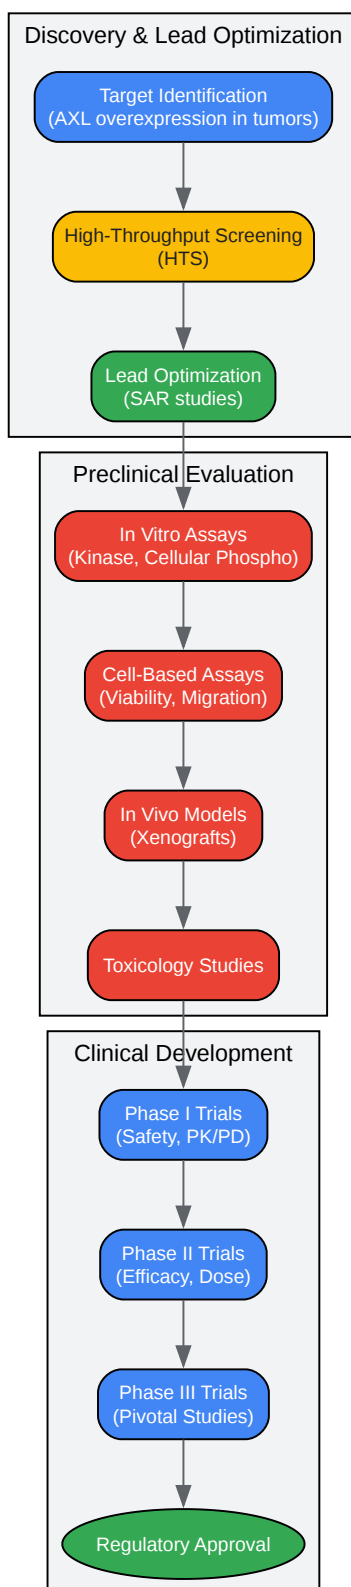 Discovery & Lead Optimization
Target Identification
(AXL overexpression in tumors)
High-Throughput Screening
(HTS)
Lead Optimization
(SAR studies)
Preclinical Evaluation
In Vitro Assays
(Kinase, Cellular Phospho)
Cell-Based Assays
(Viability, Migration)
In Vivo Models
(Xenografts)
Toxicology Studies
Clinical Development
Phase I Trials
(Safety, PK/PD)
Phase II Trials
(Efficacy, Dose)
Phase III Trials
(Pivotal Studies)
Regulatory Approval